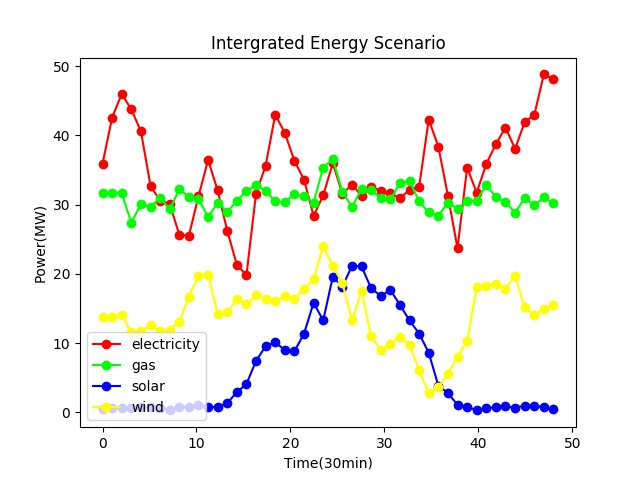 Intergrated Energy Scenario
Power(MW)
50
40
30
20
10
0
electricity
gas
solar
wind
0 10 20 30 40 50
Time(30min)